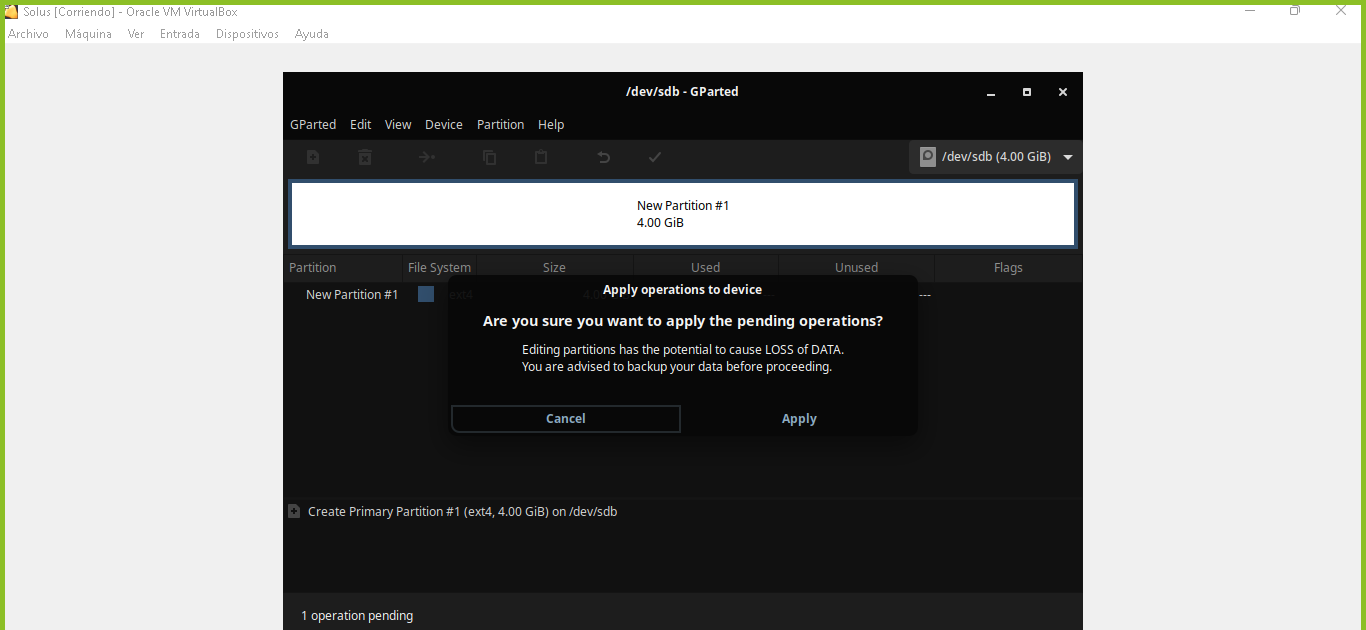 Solus [Corriendo] - Oracle VM VirtualBox
Archivo Máquina Ver Entrada Dispositivos Ayuda
/dev/sdb - GParted
GParted Edit View Device Partition Help
/dev/sdb (4.00 GiB)
New Partition #1
4.00 GiB
Partition File System Size Used Unused Flags
New Partition #1 ext4 4.0 --- ---
Apply operations to device
Are you sure you want to apply the pending operations?
Editing partitions has the potential to cause LOSS of DATA.
You are advised to backup your data before proceeding.
Cancel Apply
Create Primary Partition #1 (ext4, 4.00 GiB) on /dev/sdb
1 operation pending